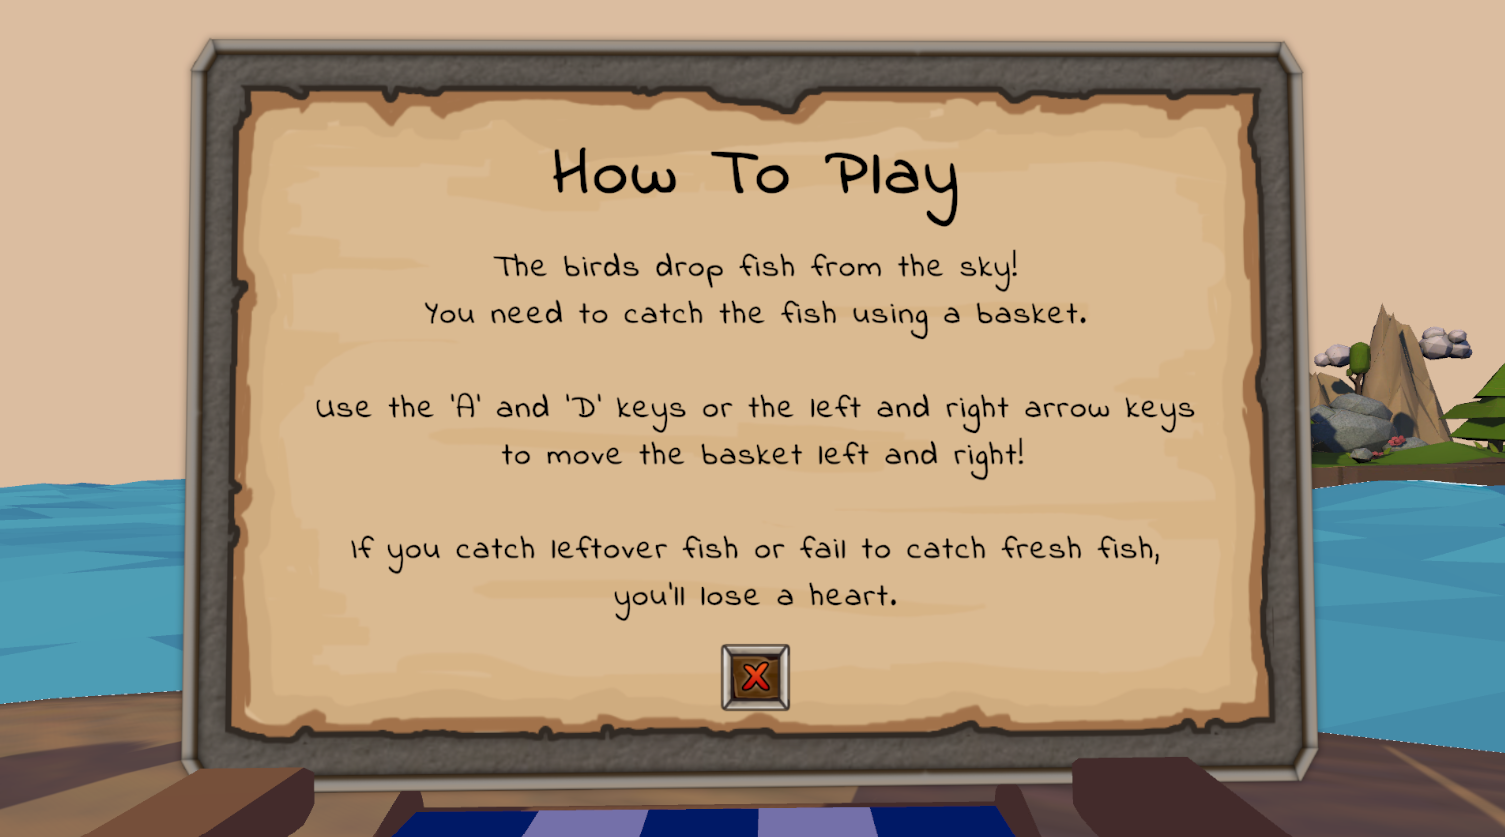 How To Play
The birds drop fish from the sky!
You need to catch the fish using a basket.
Use the 'A' and 'D' keys or the left and right arrow keys
to move the basket left and right!
If you catch leftover fish or fail to catch fresh fish,
you'll lose a heart.
X